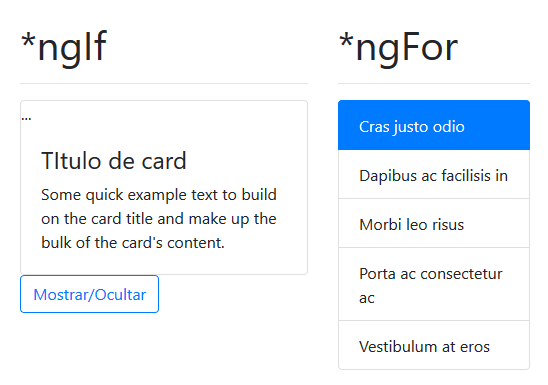 *ngIf
...
TItulo de card
Some quick example text to build
on the card title and make up the
bulk of the card's content.
Mostrar/Ocultar
*ngFor
Cras justo odio
Dapibus ac facilisis in
Morbi leo risus
Porta ac consectetur
ac
Vestibulum at eros